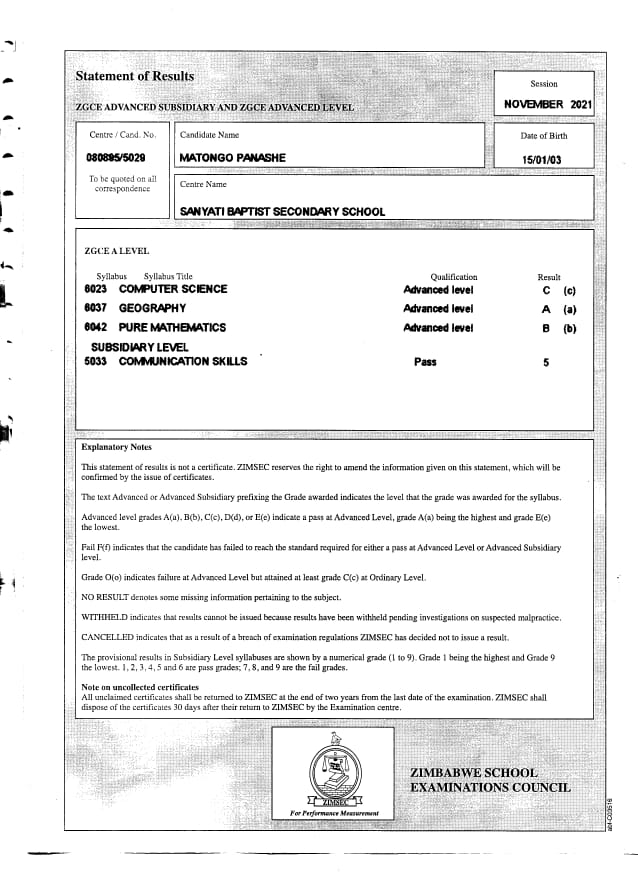 Statement of Results
ZGCE ADVANCED SUBSIDIARY AND ZGCE ADVANCED LEVEL
Session
NOVEMBER 2021
Centre / Cand. No.
080895/5029
To be quoted on all
correspondence
Candidate Name
MATONGO PANASHE
Date of Birth
15/01/03
Centre Name
SANYATI BAPTIST SECONDARY SCHOOL
ZGCE A LEVEL
Syllabus Syllabus Title Qualification Result
6023 COMPUTER SCIENCE Advanced level C (c)
6037 GEOGRAPHY Advanced level A (a)
6042 PURE MATHEMATICS Advanced level B (b)
SUBSIDIARY LEVEL
5033 COMMUNICATION SKILLS Pass 5
Explanatory Notes
This statement of results is not a certificate. ZIMSEC reserves the right to amend the information given on this statement, which will be
confirmed by the issue of certificates.
The text Advanced or Advanced Subsidiary prefixing the Grade awarded indicates the level that the grade was awarded for the syllabus.
Advanced level grades A(a), B(b), C(c), D(d), or E(e) indicate a pass at Advanced Level, grade A(a) being the highest and grade E(e)
the lowest.
Fail F(f) indicates that the candidate has failed to reach the standard required for either a pass at Advanced Level or Advanced Subsidiary
level.
Grade O(o) indicates failure at Advanced Level but attained at least grade C(c) at Ordinary Level.
NO RESULT denotes some missing information pertaining to the subject.
WITHHELD indicates that results cannot be issued because results have been withheld pending investigations on suspected malpractice.
CANCELLED indicates that as a result of a breach of examination regulations ZIMSEC has decided not to issue a result.
The provisional results in Subsidiary Level syllabuses are shown by a numerical grade (1 to 9). Grade 1 being the highest and Grade 9
the lowest. 1, 2, 3, 4, 5 and 6 are pass grades; 7, 8, and 9 are the fail grades.
Note on uncollected certificates
All unclaimed certificates shall be returned to ZIMSEC at the end of two years from the last date of the examination. ZIMSEC shall
dispose of the certificates 30 days after their return to ZIMSEC by the Examination centre.
ZIMSEC
For Performance Measurement
ZIMBABWE SCHOOL
EXAMINATIONS COUNCIL